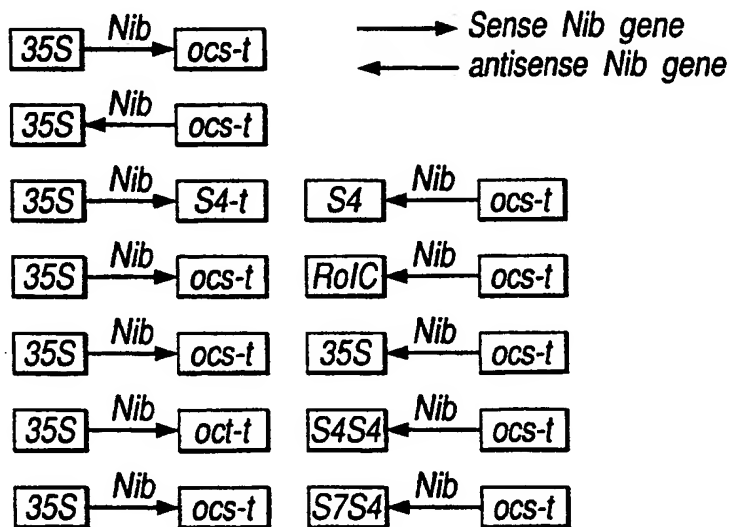 Nib
35S ocs-t
Sense Nib gene
antisense Nib gene
Nib
35S ocs-t
Nib Nib
35S S4-t S4 ocs-t
Nib Nib
35S ocs-t RolC ocs-t
Nib Nib
35S ocs-t 35S ocs-t
Nib Nib
35S oct-t S4S4 ocs-t
Nib Nib
35S ocs-t S7S4 ocs-t